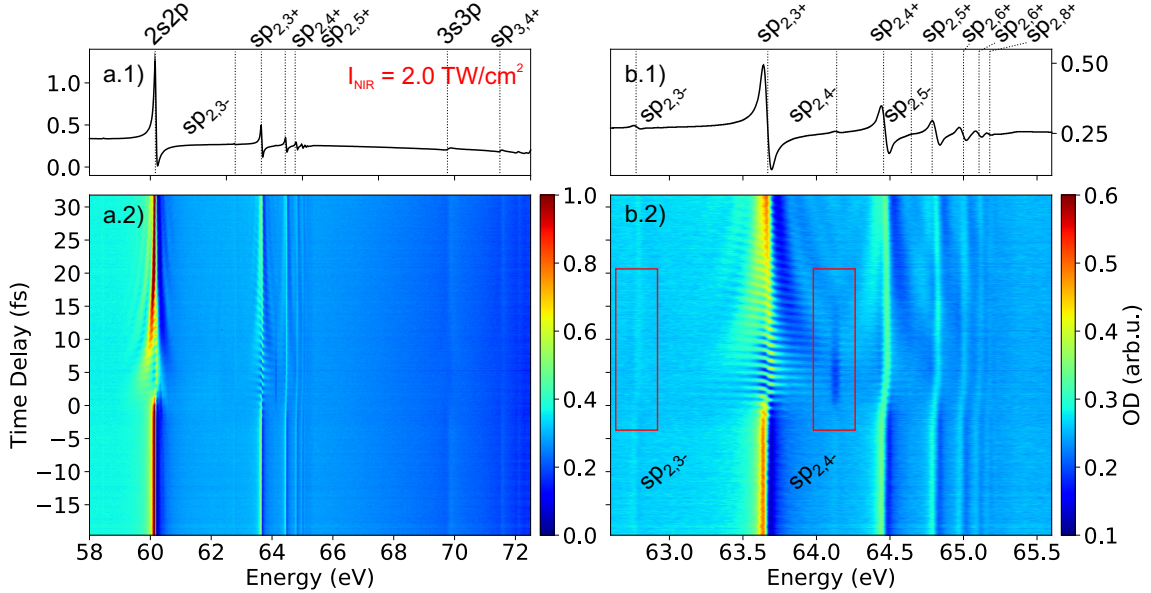 2s2p
sp2,3+
sp2,4+
sp2,5+
3s3p
sp3,4+
a.1)
I_NIR = 2.0 TW/cm²
sp2,3-
1.0
0.5
0.0
sp2,3+
sp2,4+
sp2,5+
sp2,6+
sp2,6+
sp2,8+
b.1)
sp2,3-
sp2,4-
sp2,5-
0.50
0.25
a.2)
Time Delay (fs)
30
25
20
15
10
5
0
−5
−10
−15
58 60 62 64 66 68 70 72
Energy (eV)
1.0
0.8
0.6
0.4
0.2
0.0
b.2)
sp2,3-
sp2,4-
63.0 63.5 64.0 64.5 65.0 65.5
Energy (eV)
0.6
0.5
0.4
0.3
0.2
0.1
OD (arb.u.)